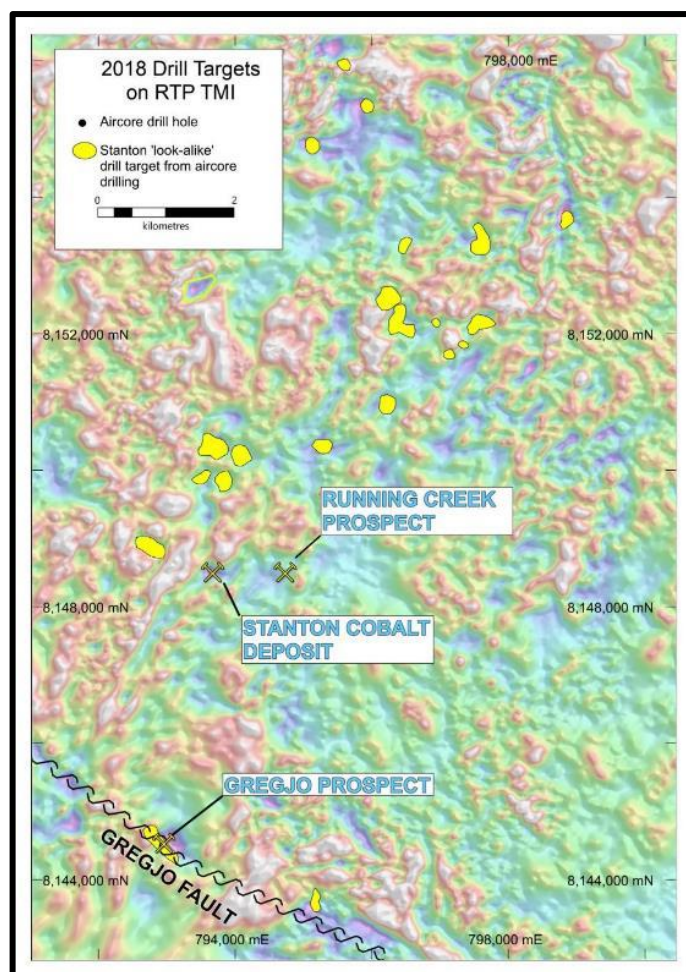 2018 Drill Targets
on RTP TMI
Aircore drill hole
Stanton 'look-alike'
drill target from aircore
drilling
0 2
kilometres
798,000 mE
8,152,000 mN 8,152,000 mN
RUNNING CREEK
PROSPECT
8,148,000 mN 8,148,000 mN
STANTON COBALT
DEPOSIT
GREGJO PROSPECT
GREGJO FAULT
8,144,000 mN 8,144,000 mN
794,000 mE 798,000 mE